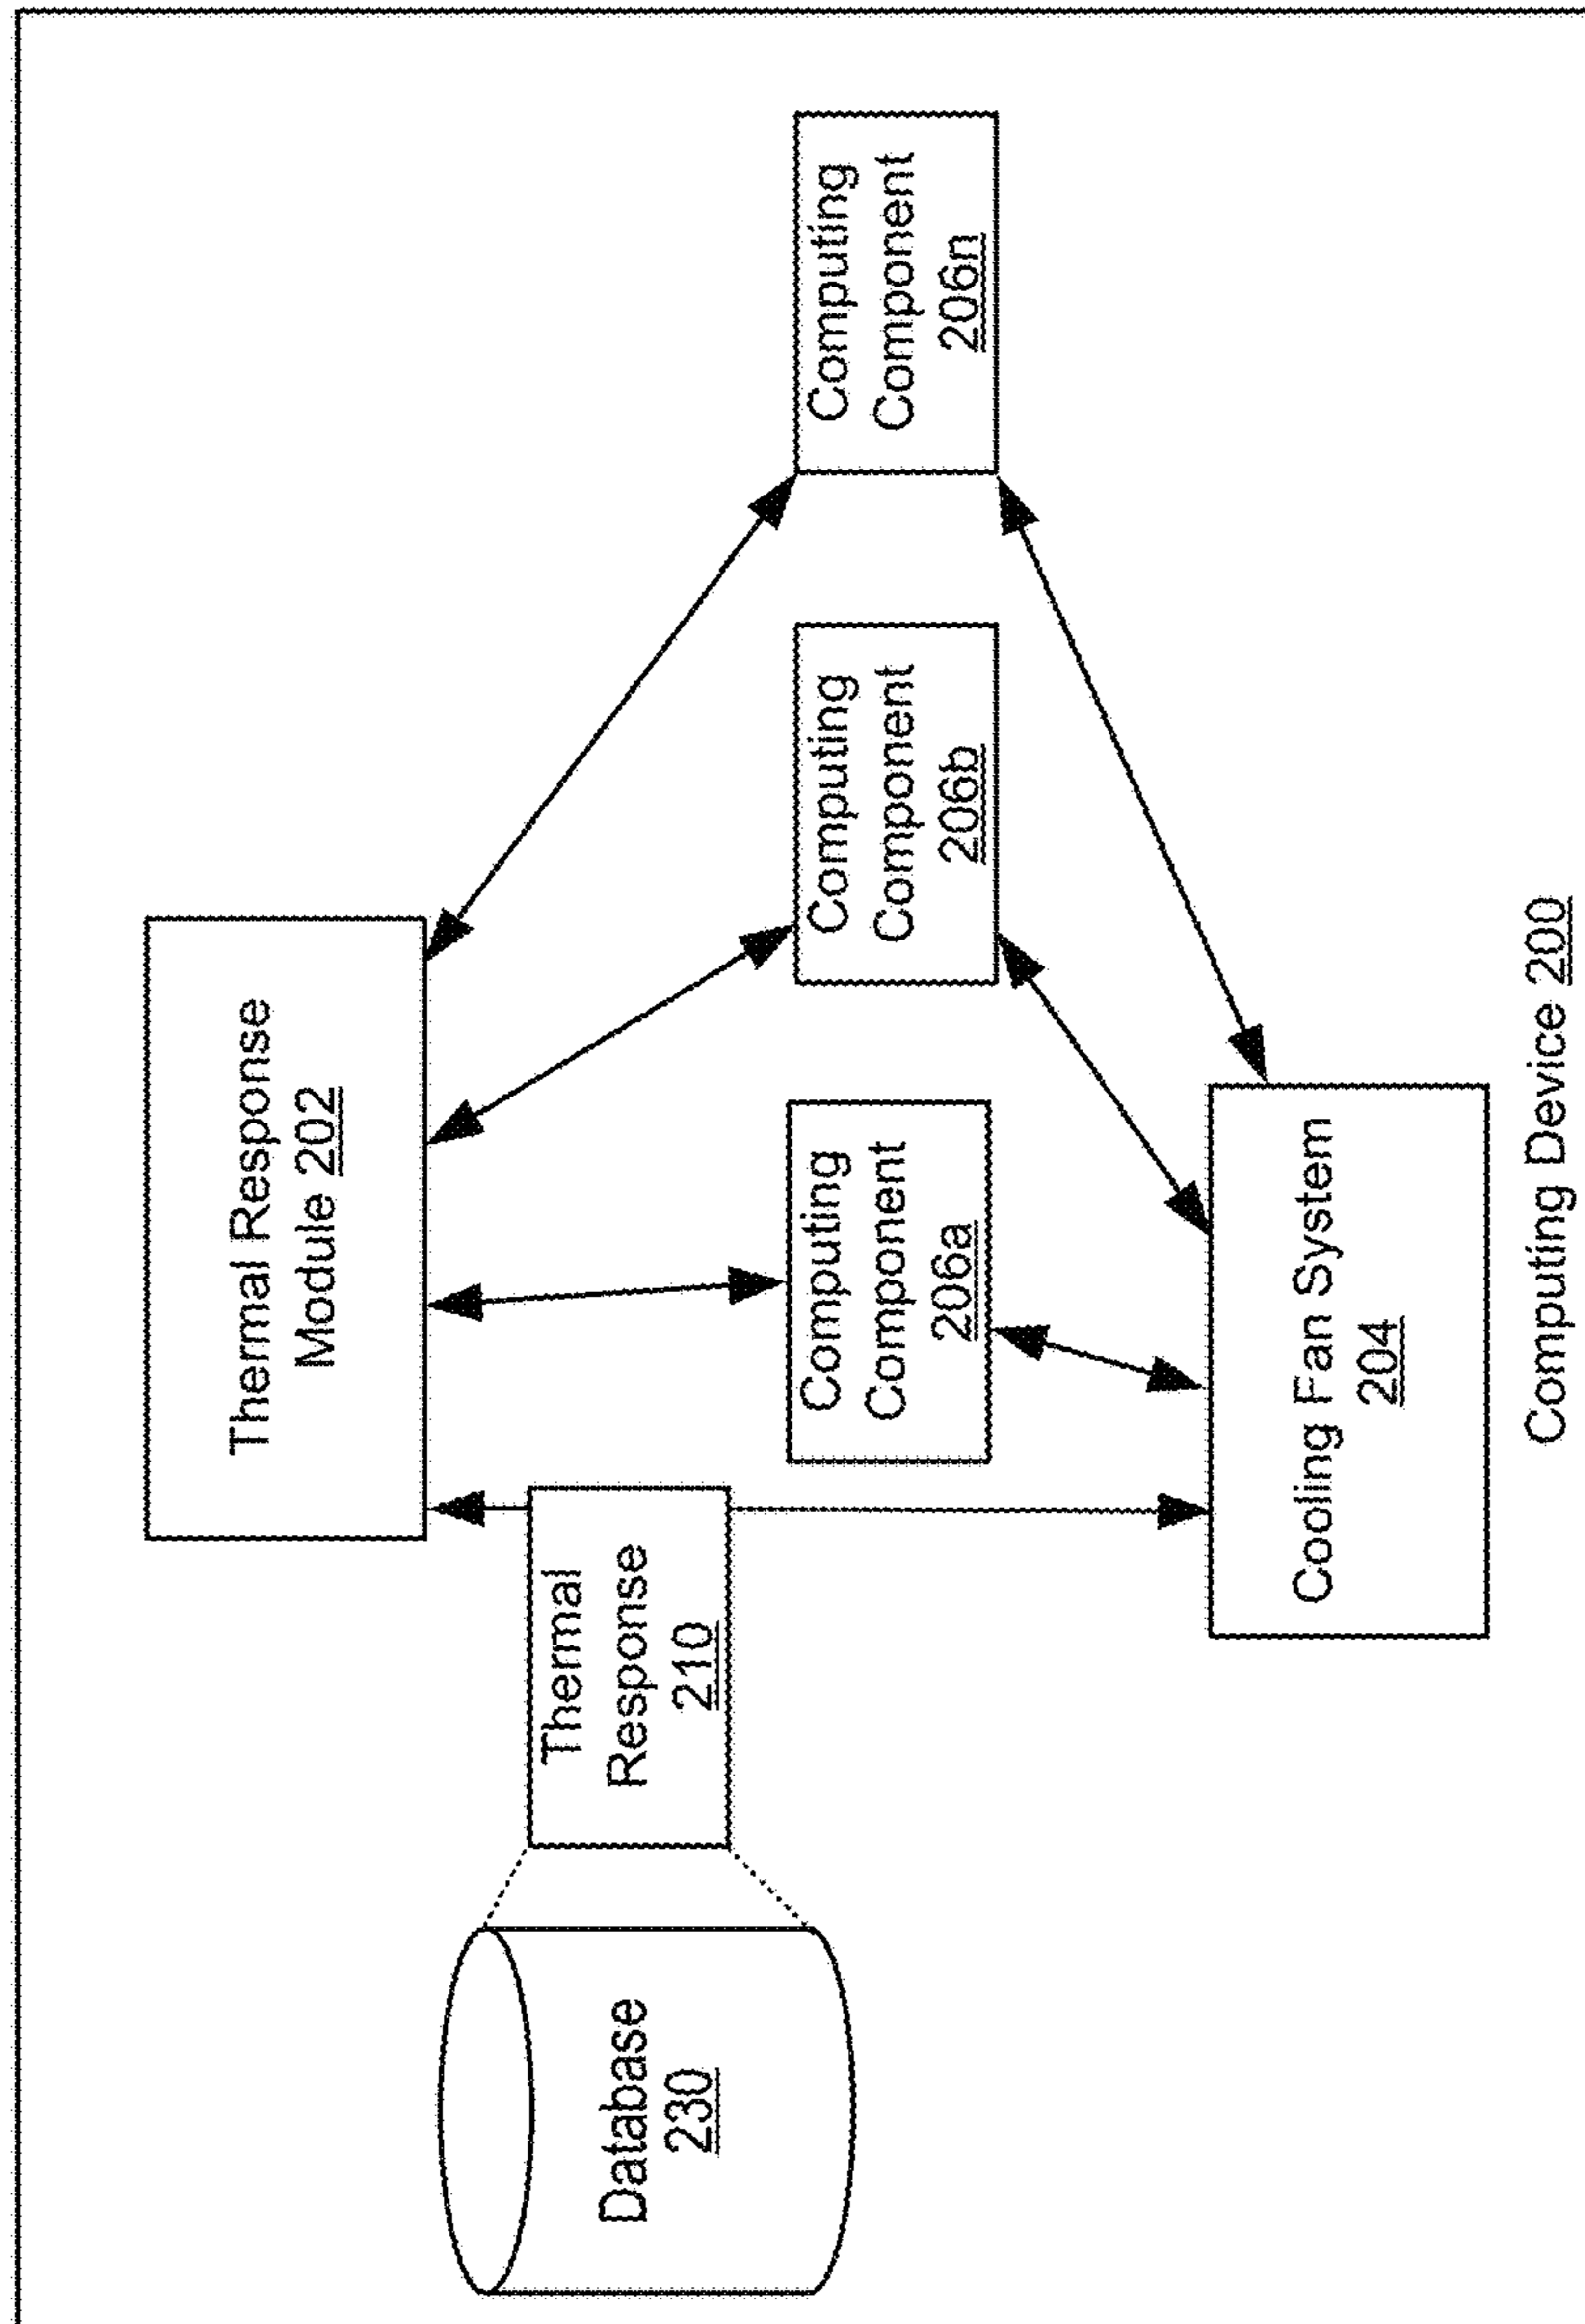 Thermal Response
Module 202
Database
230
Thermal
Response
210
Computing
Component
206a
Computing
Component
206b
Computing
Component
206n
Cooling Fan System
204
Computing Device 200